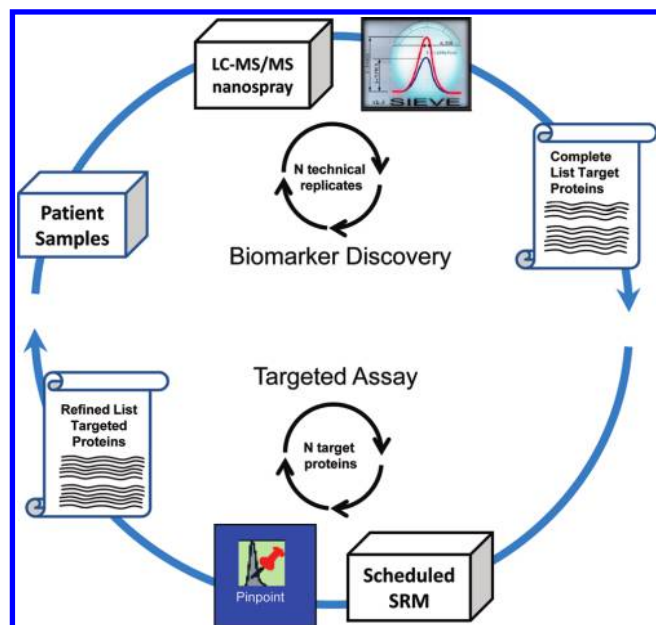 LC-MS/MS
nanospray
SIEVE
Complete
List Target
Proteins
N technical
replicates
Patient
Samples
Biomarker Discovery
Targeted Assay
Refined List
Targeted
Proteins
N target
proteins
Pinpoint
Scheduled
SRM